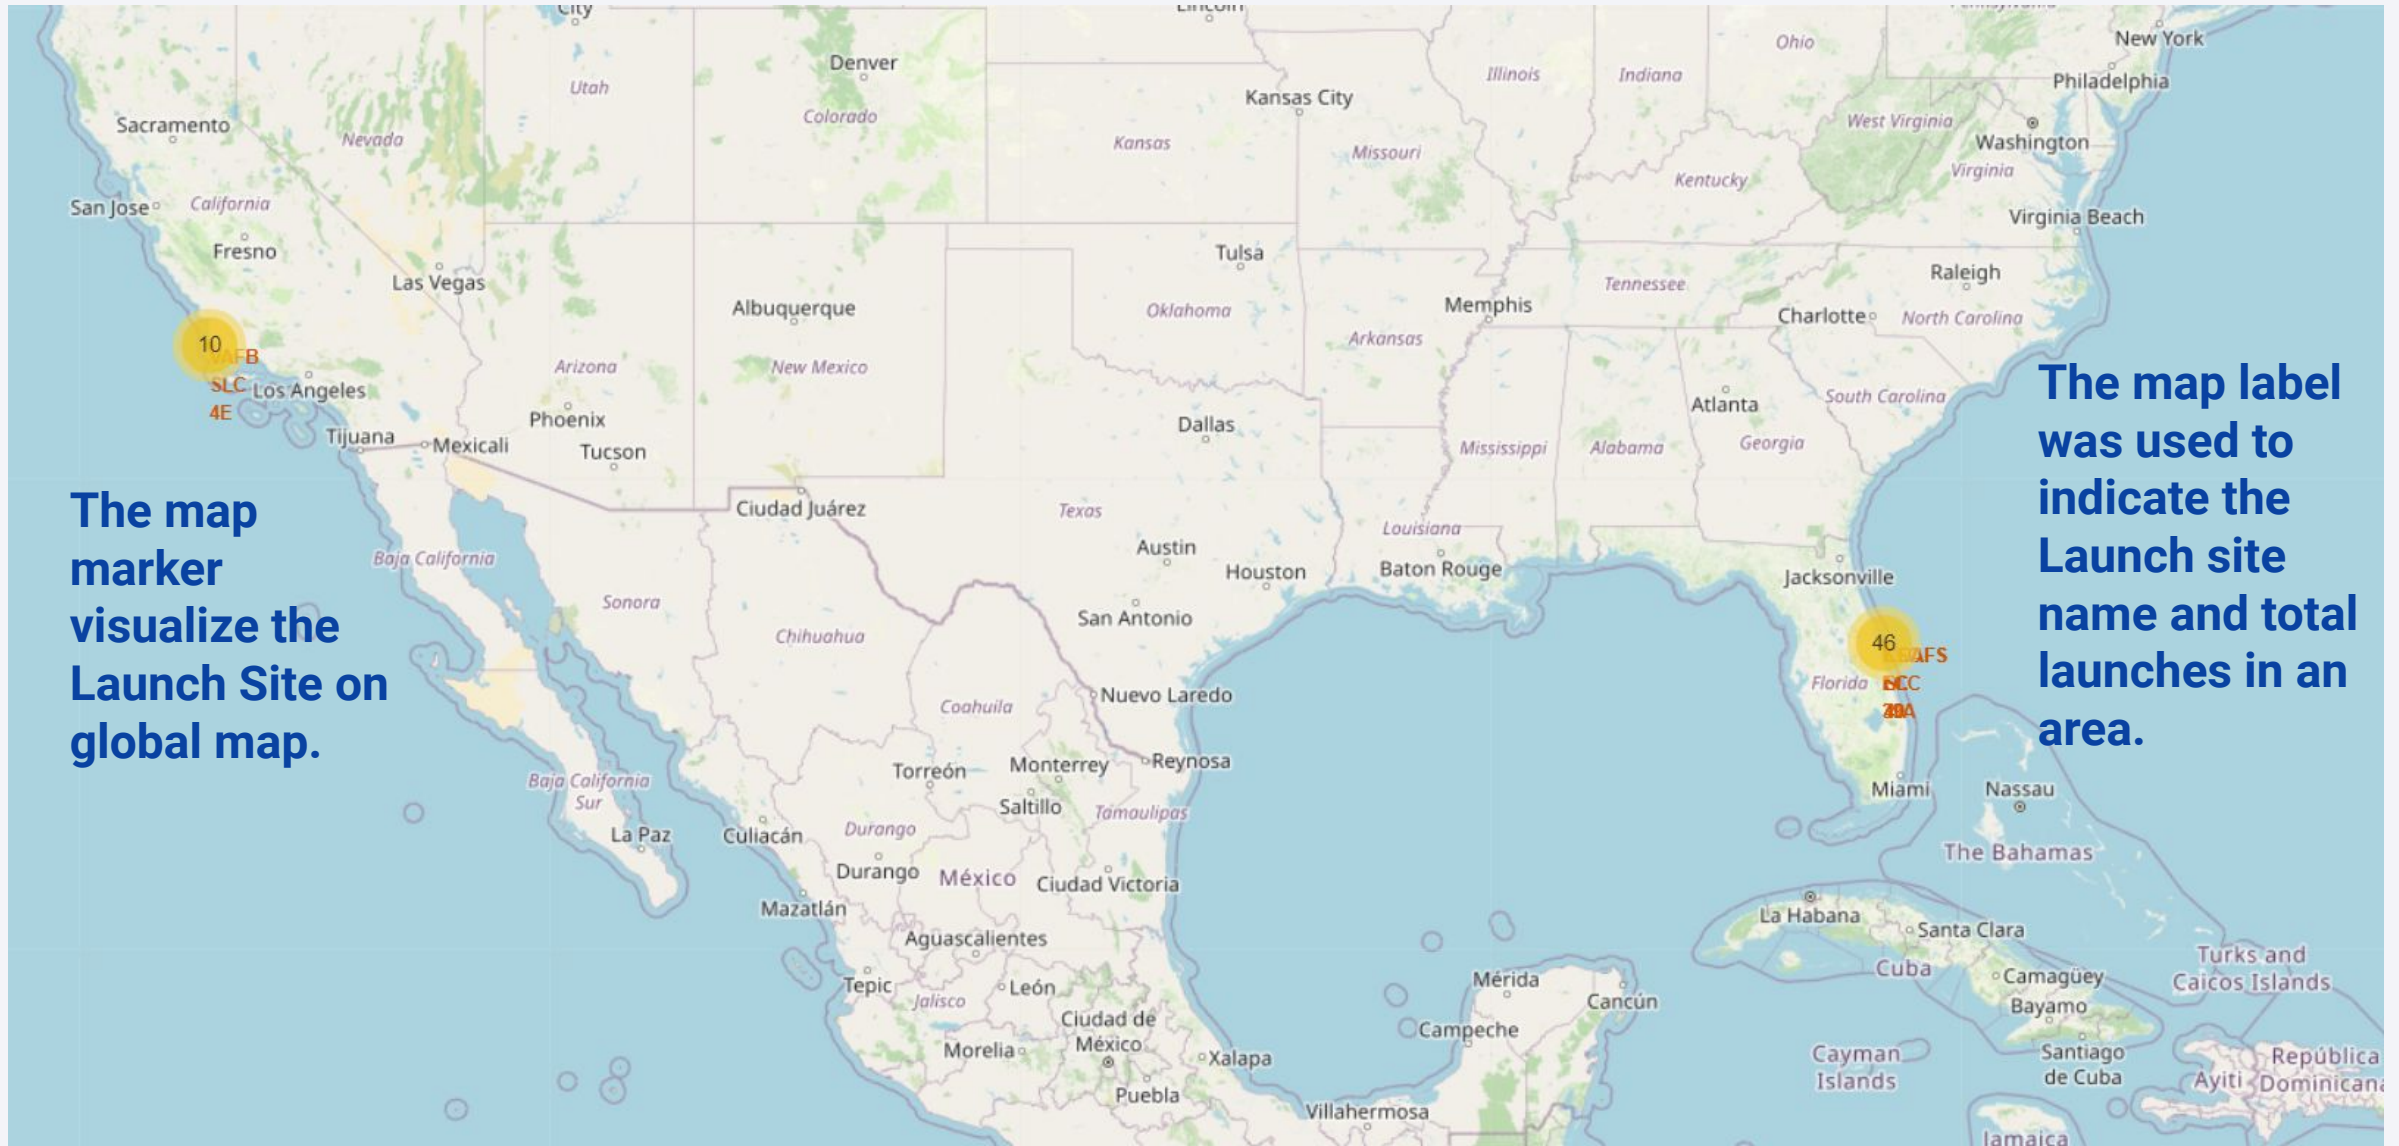 City
Lincoln
New York
Ohio
Denver
Illinois
Indiana
Philadelphia
Utah
Kansas City
Colorado
Sacramento
West Virginia
Nevada
Kansas
Washington
Missouri
Virginia
Kentucky
San Jose
California
Virginia Beach
Fresno
Tulsa
Las Vegas
Raleigh
Tennessee
Albuquerque
Memphis
Oklahoma
Charlotte
North Carolina
10
Arkansas
VAFB
SLC
4E
Arizona
New Mexico
Los Angeles
Phoenix
Atlanta
South Carolina
Dallas
Tijuana
Mexicali
Tucson
Mississippi
Alabama
Georgia
The map label
was used to
indicate the
Launch site
name and total
launches in an
area.
The map
marker
visualize the
Launch Site on
global map.
Ciudad Juárez
Texas
Louisiana
Austin
Baja California
Houston
Baton Rouge
Jacksonville
Sonora
San Antonio
Chihuahua
46
Florida
Nuevo Laredo
Coahuila
Torreón
Monterrey
Reynosa
Baja California
Sur
Saltillo
Tamaulipas
Miami
Nassau
La Paz
Culiacán
Durango
The Bahamas
Durango
México
Ciudad Victoria
Mazatlán
La Habana
Santa Clara
Aguascalientes
Turks and
Caicos Islands
Cuba
Camagüey
Tepic
Jalisco
León
Mérida
Cancún
Bayamo
Ciudad de
México
Campeche
Morelia
Xalapa
Cayman
Islands
Santiago
de Cuba
República
Dominicana
Ayiti
Puebla
Villahermosa
Jamaica